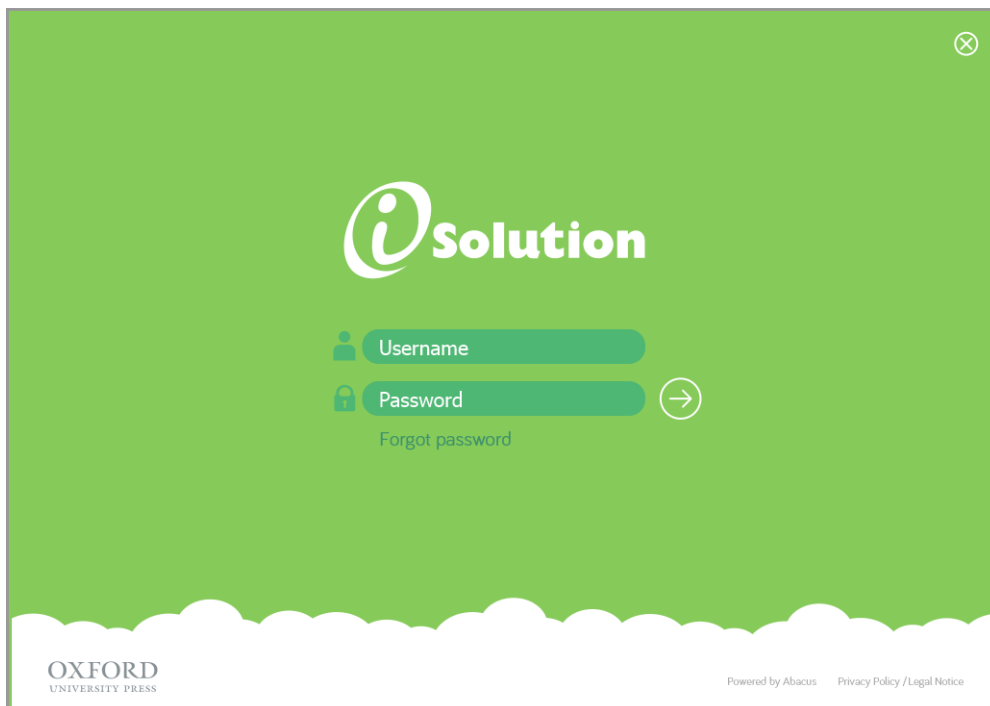 iSolution
Username
Password
Forgot password
OXFORD
UNIVERSITY PRESS
Powered by Abacus Privacy Policy /Legal Notice